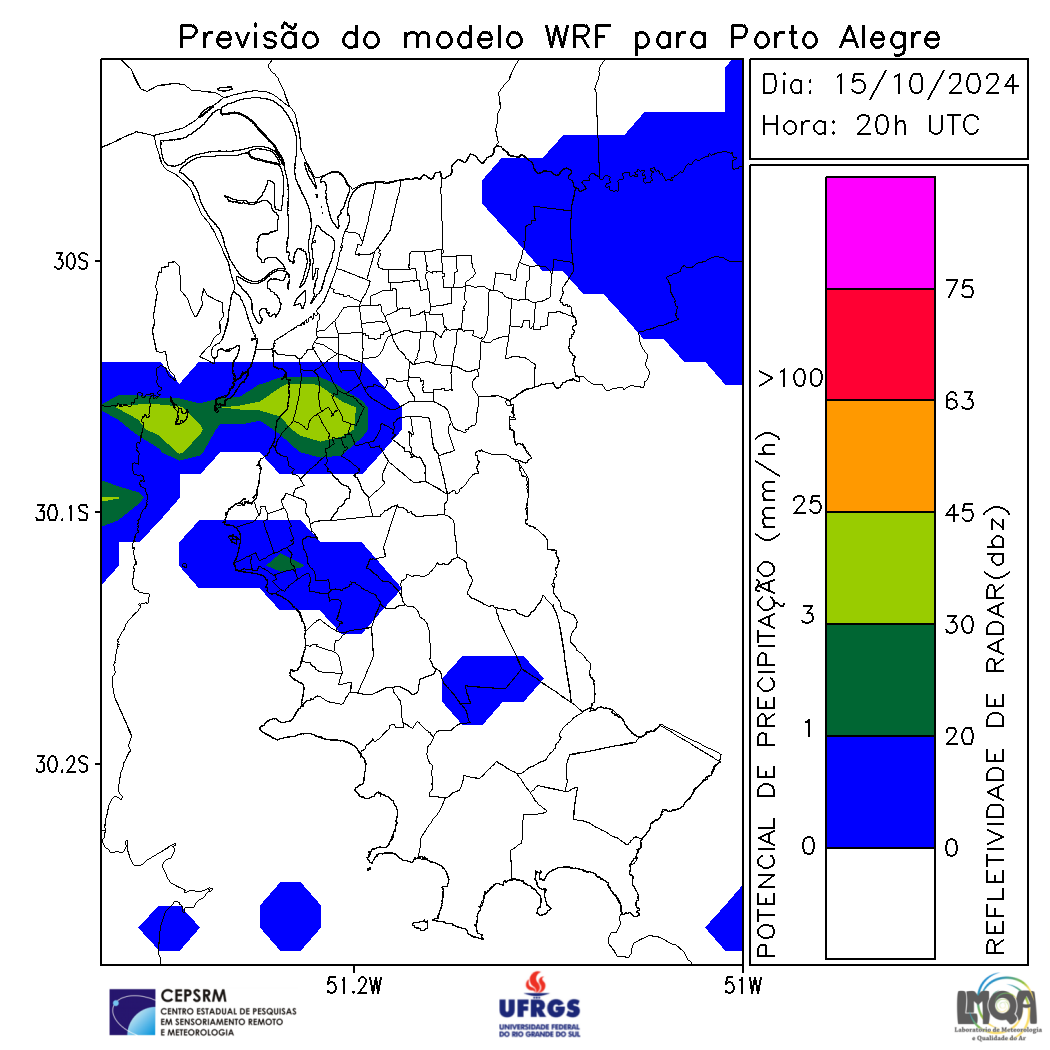 Previsão do modelo WRF para Porto Alegre
Dia: 15/10/2024
Hora: 20h UTC
30S
30.1S
30.2S
51.2W
51W
POTENCIAL DE PRECIPITAÇÃO (mm/h)
>100
25
3
1
0
75
63
45
30
20
0
REFLETIVIDADE DE RADAR(dbz)
CEPSRM
CENTRO ESTADUAL DE PESQUISAS
EM SENSORIAMENTO REMOTO
E METEOROLOGIA
UFRGS
UNIVERSIDADE FEDERAL
DO RIO GRANDE DO SUL
LMQA
Laboratório de Meteorologia
e Qualidade do Ar